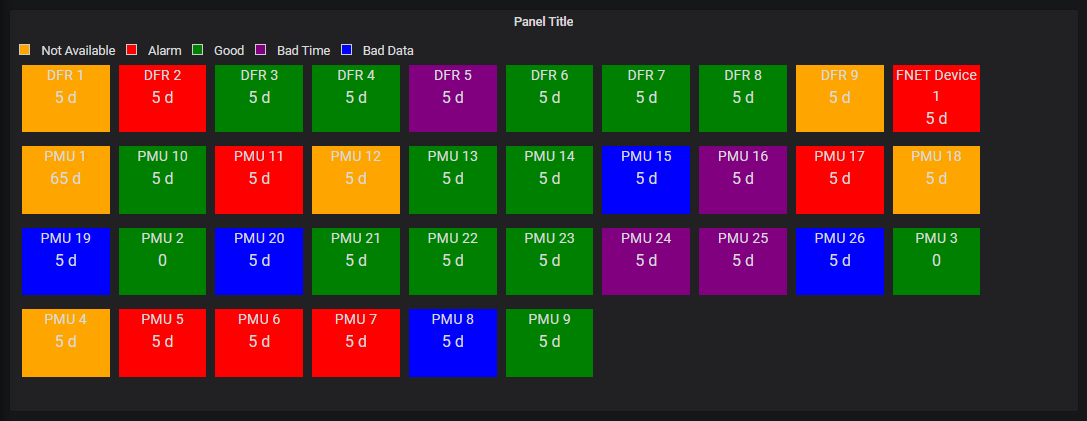 Panel Title
Not Available Alarm Good Bad Time Bad Data
DFR 1 DFR 2 DFR 3 DFR 4 DFR 5 DFR 6 DFR 7 DFR 8 DFR 9 FNET Device
1
5 d 5 d 5 d 5 d 5 d 5 d 5 d 5 d 5 d 5 d
PMU 1 PMU 10 PMU 11 PMU 12 PMU 13 PMU 14 PMU 15 PMU 16 PMU 17 PMU 18
65 d 5 d 5 d 5 d 5 d 5 d 5 d 5 d 5 d 5 d
PMU 19 PMU 2 PMU 20 PMU 21 PMU 22 PMU 23 PMU 24 PMU 25 PMU 26 PMU 3
5 d 0 5 d 5 d 5 d 5 d 5 d 5 d 5 d 0
PMU 4 PMU 5 PMU 6 PMU 7 PMU 8 PMU 9
5 d 5 d 5 d 5 d 5 d 5 d